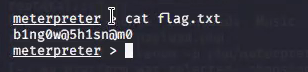 meterpreter > cat flag.txt
b1ng0w@5h1sn@m0
meterpreter >